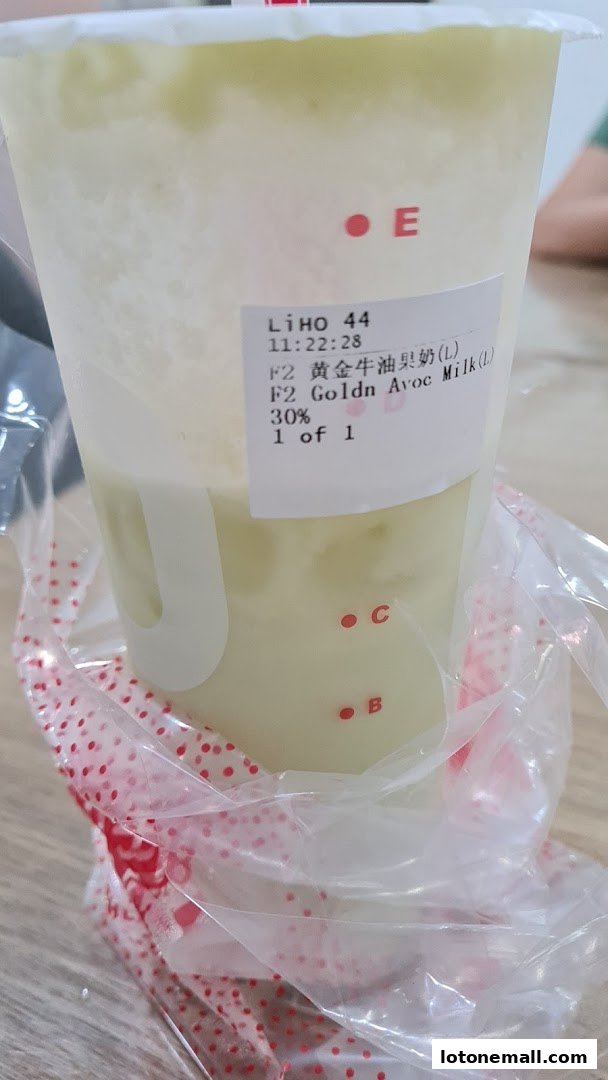 E
LiHO 44
11:22:28
F2 黄金牛油果奶(L)
F2 Goldn Avoc Milk(L)
D
30%
1 of 1
C
B
lotonemall.com